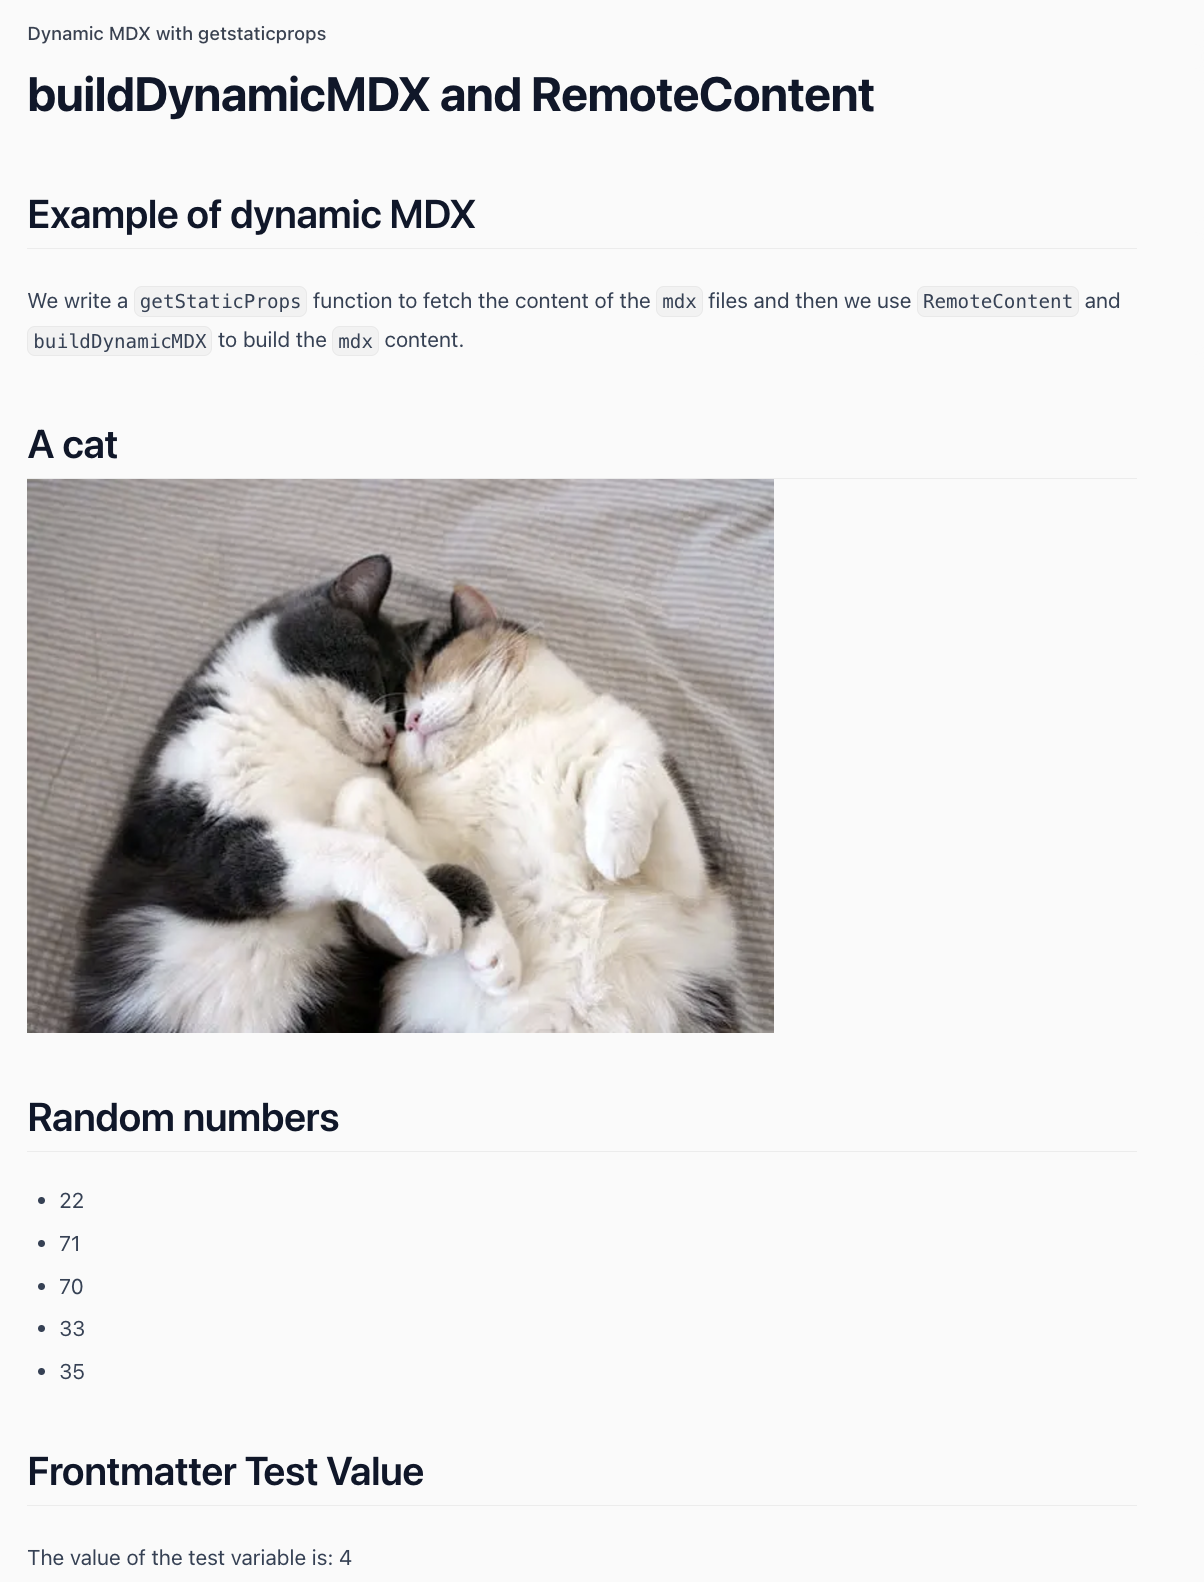 Dynamic MDX with getstaticprops
buildDynamicMDX and RemoteContent
Example of dynamic MDX
We write a getStaticProps function to fetch the content of the mdx files and then we use RemoteContent and
buildDynamicMDX to build the mdx content.
A cat
Random numbers
• 22
• 71
• 70
• 33
• 35
Frontmatter Test Value
The value of the test variable is: 4